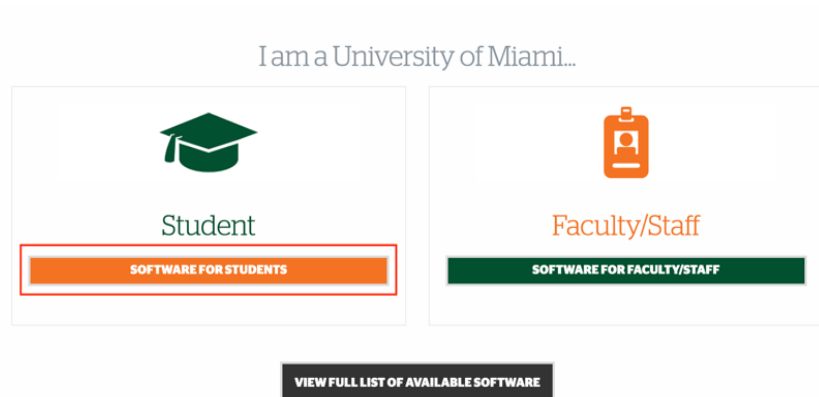 I am a University of Miami...
Student
Faculty/Staff
SOFTWARE FOR STUDENTS
SOFTWARE FOR FACULTY/STAFF
VIEW FULL LIST OF AVAILABLE SOFTWARE